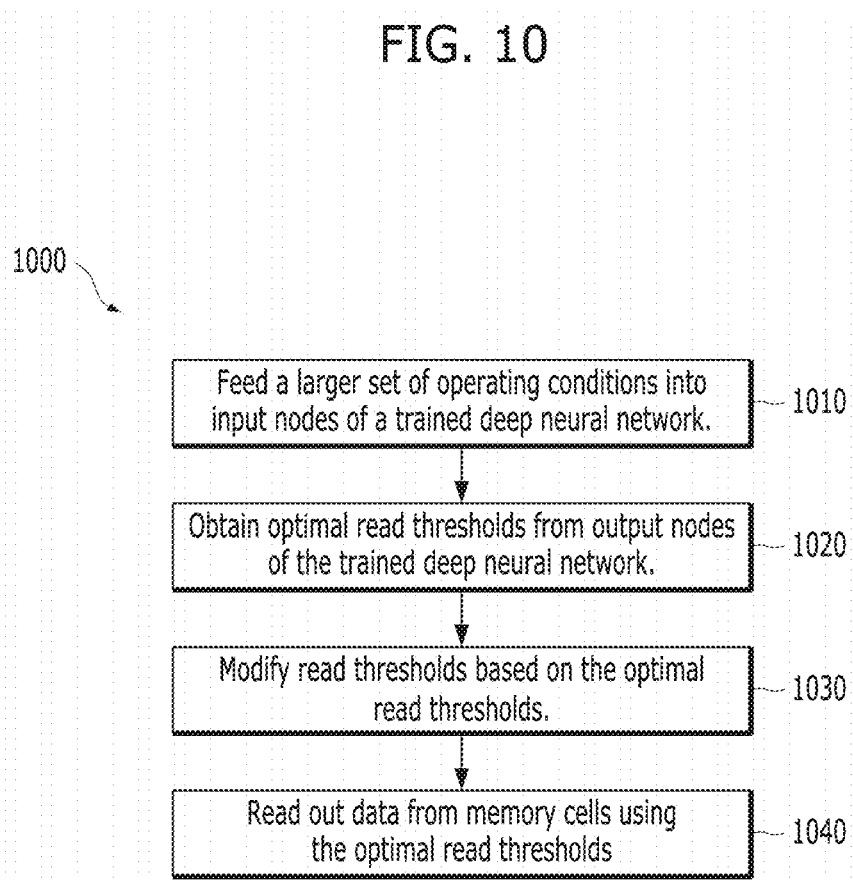 FIG. 10
1000
Feed a larger set of operating conditions into
input nodes of a trained deep neural network.
1010
Obtain optimal read thresholds from output nodes
of the trained deep neural network.
1020
Modify read thresholds based on the optimal
read thresholds.
1030
Read out data from memory cells using
the optimal read thresholds
1040